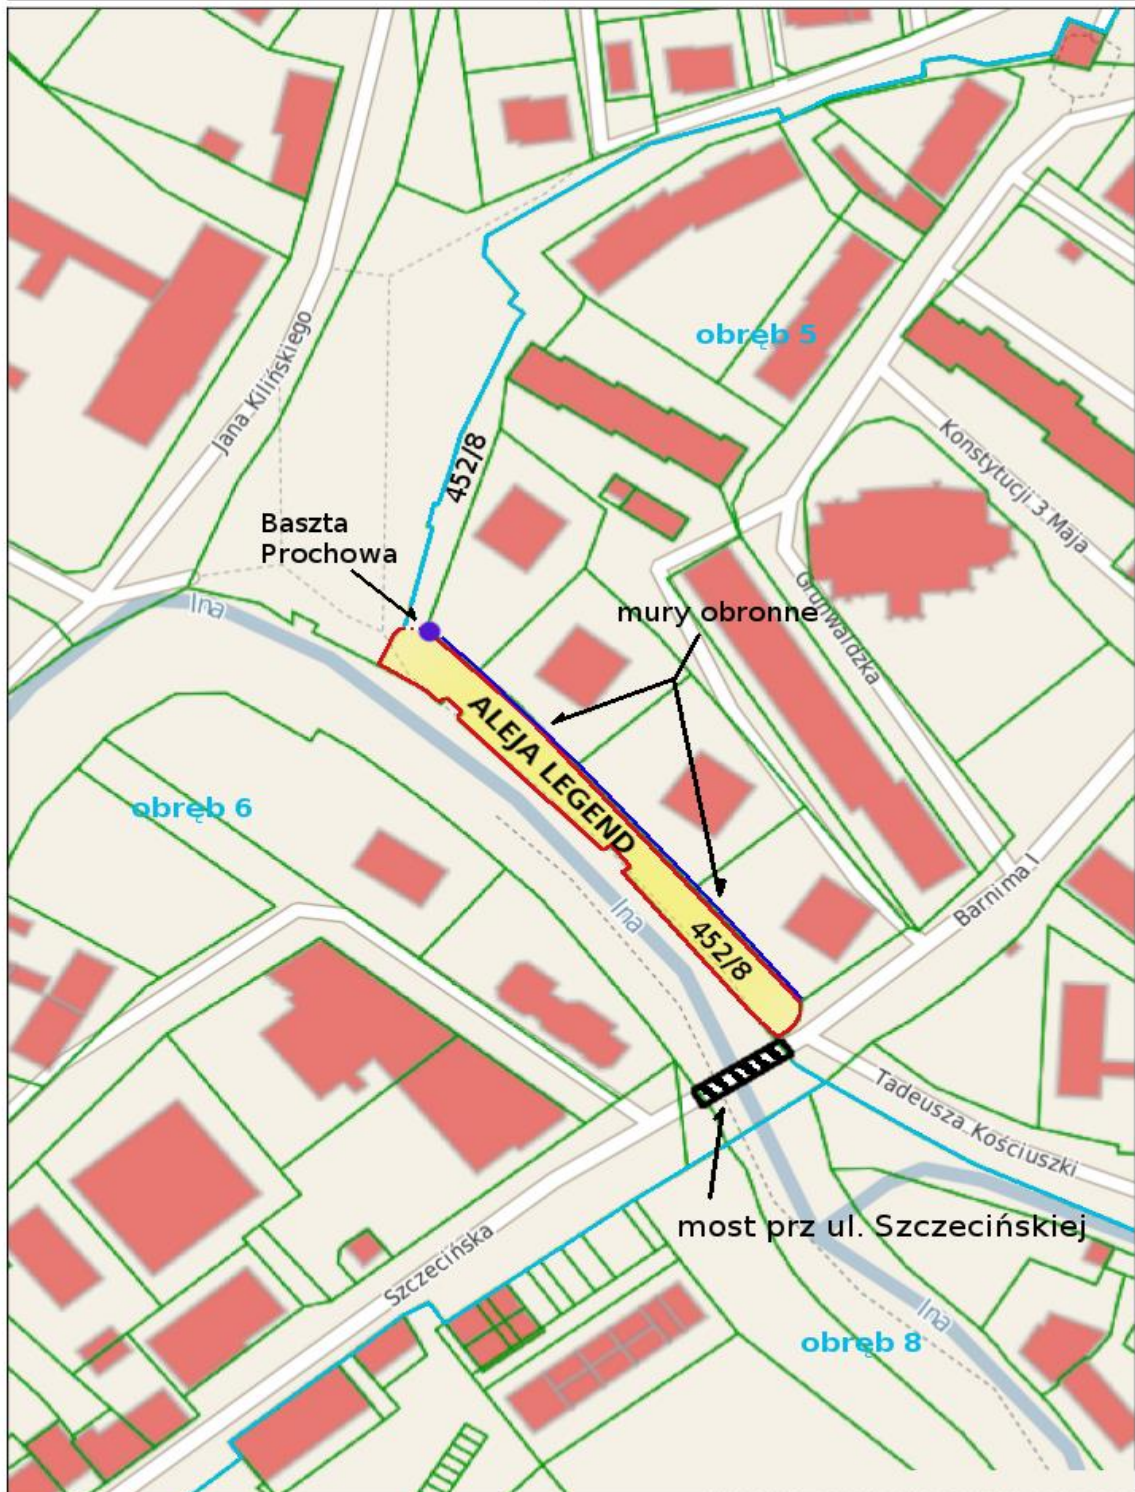 obręb 5
Jana Kilińskiego
452/8
Konstytucji 3 Maja
Baszta
Prochowa
Ina
mury obronne
Grunwaldzka
ALEJA LEGEND
obręb 6
Barnima I
Ina
452/8
Tadeusza Kościuszki
most prz ul. Szczecińskiej
Szczecińska
Ina
obręb 8